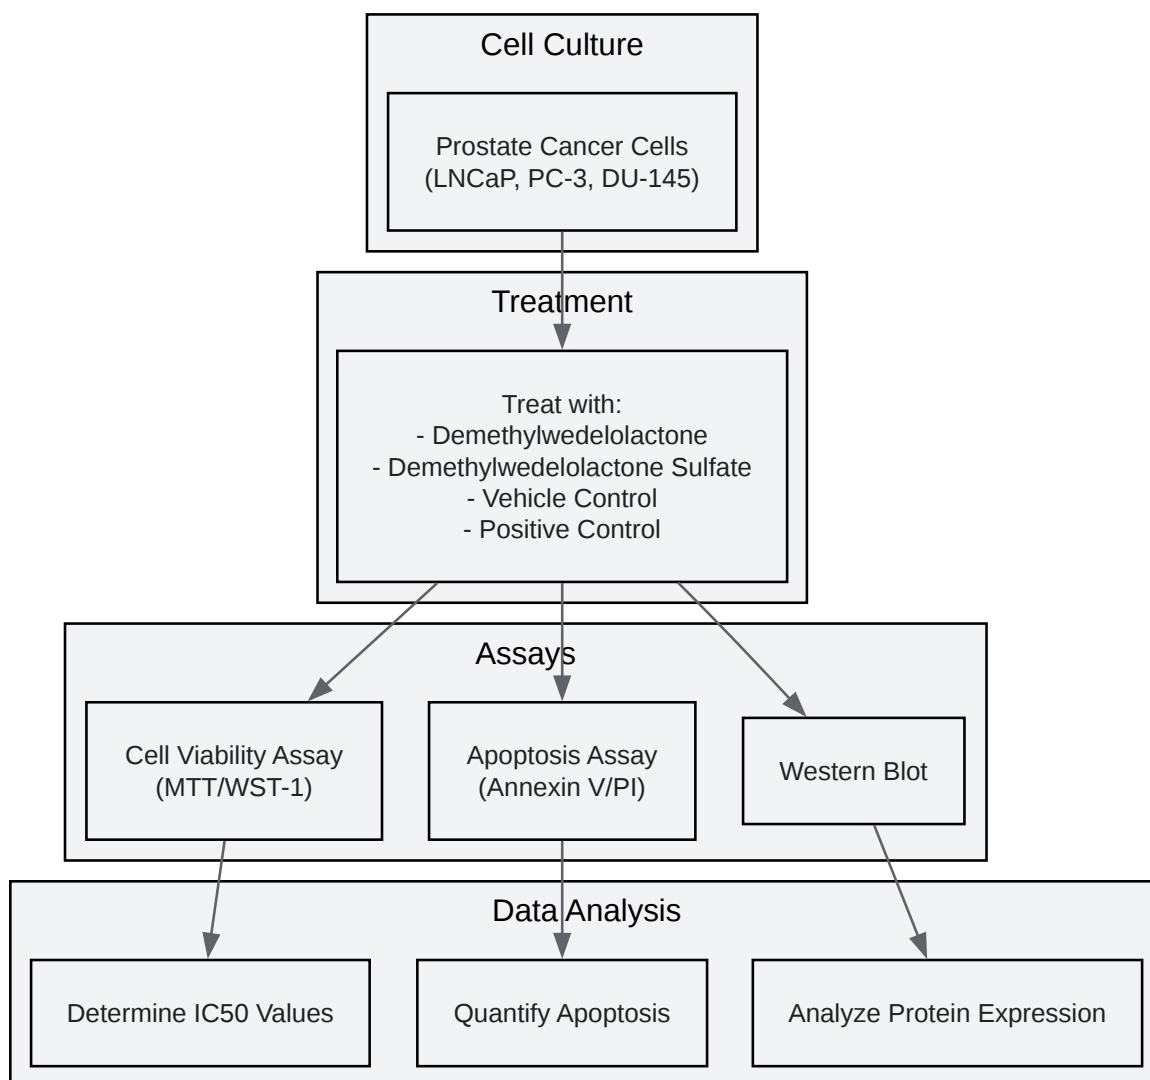 Cell Culture
Prostate Cancer Cells
(LNCaP, PC-3, DU-145)
Treatment
Treat with:
- Demethylwedelolactone
- Demethylwedelolactone Sulfate
- Vehicle Control
- Positive Control
Assays
Cell Viability Assay
(MTT/WST-1)
Apoptosis Assay
(Annexin V/PI)
Western Blot
Data Analysis
Determine IC50 Values
Quantify Apoptosis
Analyze Protein Expression